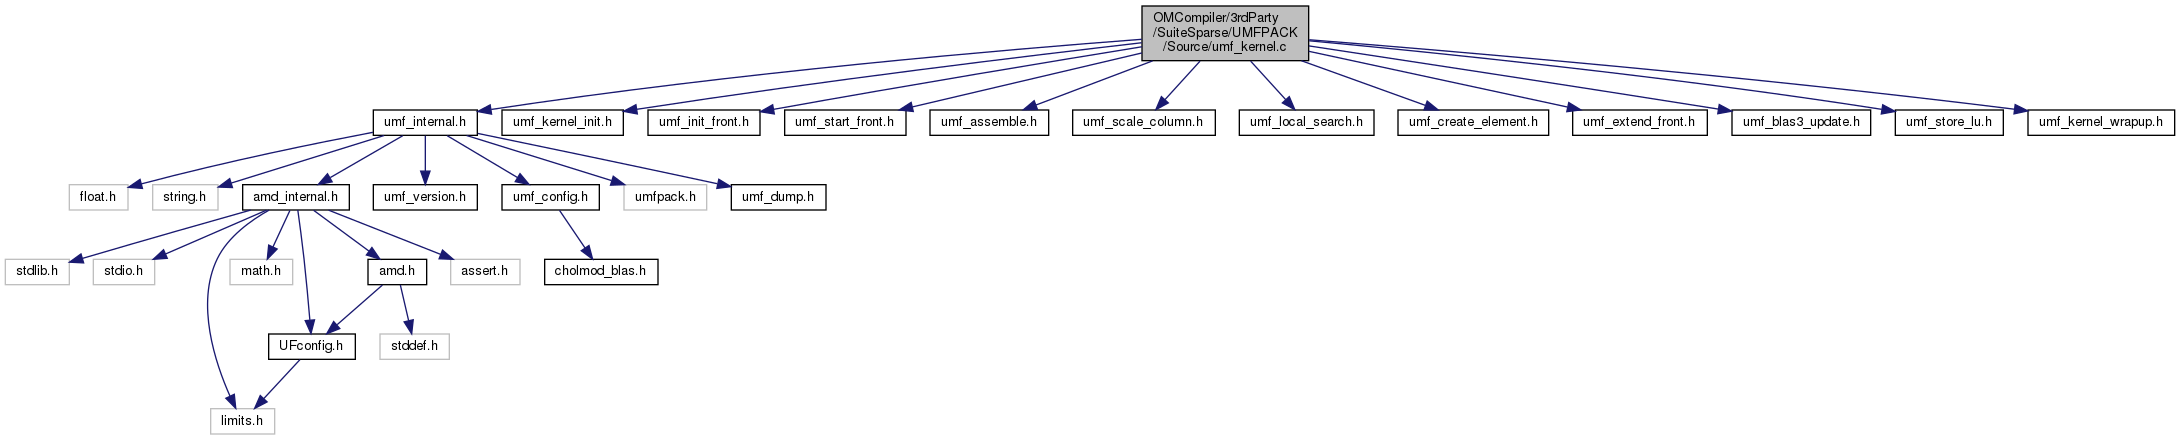 OMCompiler/3rdParty
/SuiteSparse/UMFPACK
/Source/umf_kernel.c
umf_internal.h
umf_kernel_init.h
umf_init_front.h
umf_start_front.h
umf_assemble.h
umf_scale_column.h
umf_local_search.h
umf_create_element.h
umf_extend_front.h
umf_blas3_update.h
umf_store_lu.h
umf_kernel_wrapup.h
float.h
string.h
amd_internal.h
umf_version.h
umf_config.h
umfpack.h
umf_dump.h
stdlib.h
stdio.h
math.h
amd.h
assert.h
cholmod_blas.h
UFconfig.h
stddef.h
limits.h